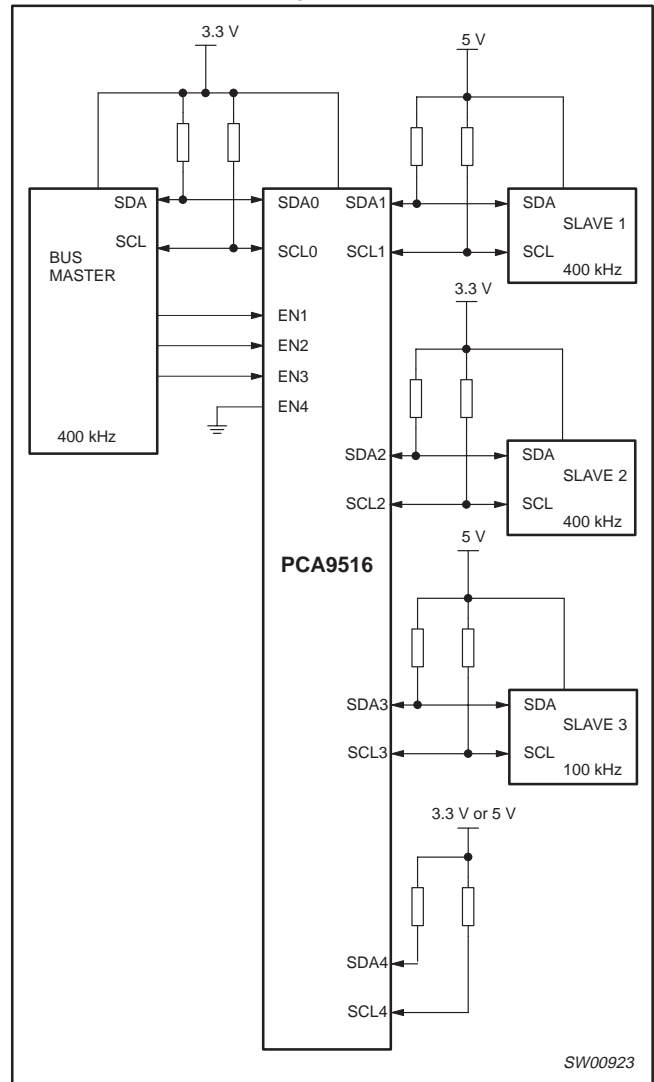 3.3 V
5 V
SDA
SCL
BUS
MASTER
400 kHz
SDA0
SCL0
EN1
EN2
EN3
EN4
PCA9516
SDA1
SCL1
SDA
SLAVE 1
SCL
400 kHz
3.3 V
SDA2
SCL2
SDA
SLAVE 2
SCL
400 kHz
5 V
SDA3
SCL3
SDA
SLAVE 3
SCL
100 kHz
3.3 V or 5 V
SDA4
SCL4
SW00923